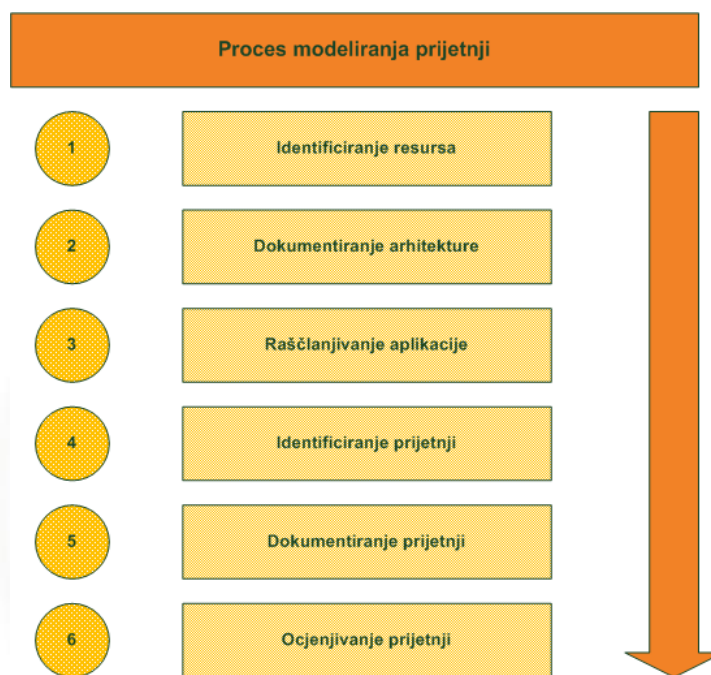 Proces modeliranja prijetnji
1
Identificiranje resursa
2
Dokumentiranje arhitekture
3
Raščlanjivanje aplikacije
4
Identificiranje prijetnji
5
Dokumentiranje prijetnji
6
Ocjenjivanje prijetnji